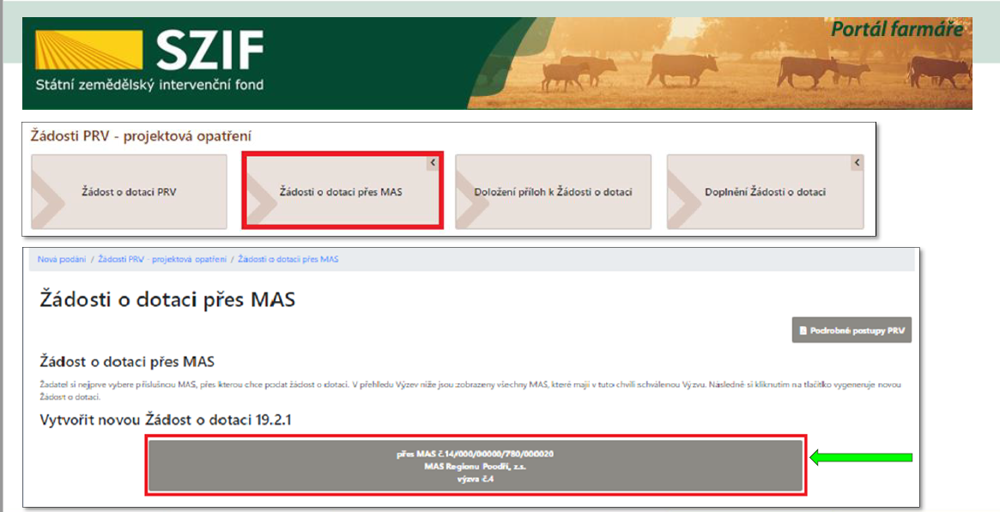 SZIF
Státní zemědělský intervenční fond
Portál farmáře
Žádosti PRV - projektová opatření
Žádost o dotaci PRV
Žádosti o dotaci přes MAS
Doložení příloh k Žádosti o dotaci
Doplnění Žádosti o dotaci
Nová podání / Žádosti PRV - projektová opatření / Žádosti o dotaci přes MAS
Žádosti o dotaci přes MAS
Podrobné postupy PRV
Žádost o dotaci přes MAS
Žadatel si nejprve vybere příslušnou MAS, přes kterou chce podat žádost o dotaci. V přehledu Výzev níže jsou zobrazeny všechny MAS, které mají v tuto chvíli schválenou Výzvu. Následně si kliknutím na tlačítko vygeneruje novou
Žádost o dotaci.
Vytvořit novou Žádost o dotaci 19.2.1
přes MAS č.14/000/00000/780/000020
MAS Regionu Poodří, z.s.
výzva č.4